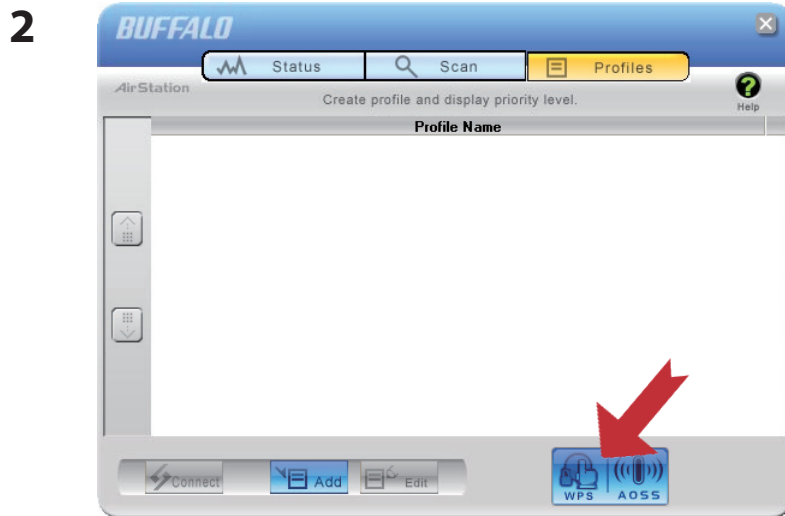 2
BUFFALO
Status Scan Profiles
AirStation
Create profile and display priority level.
Help
Profile Name
Connect Add Edit
WPS AOSS